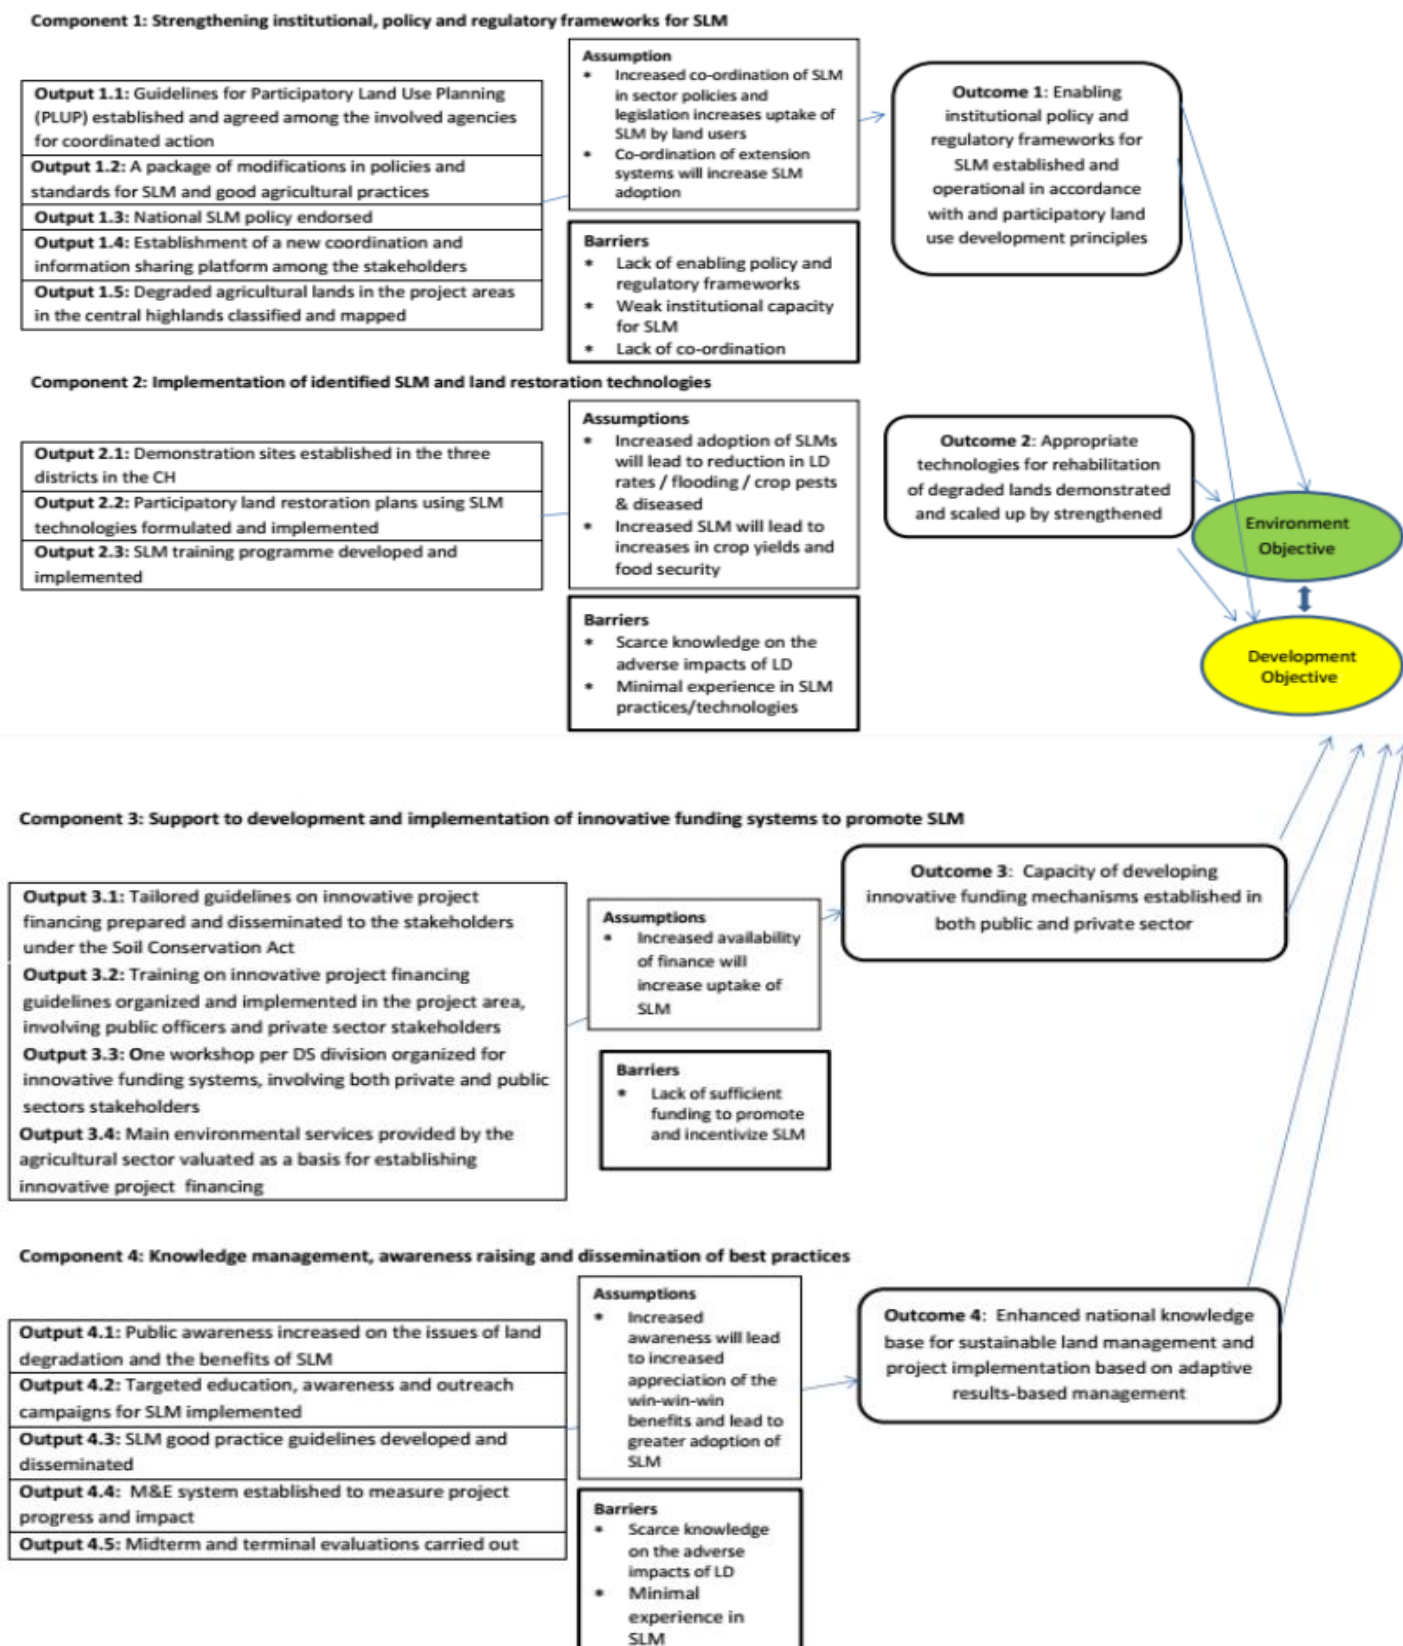 Component 1: Strengthening institutional, policy and regulatory frameworks for SLM
Output 1.1: Guidelines for Participatory Land Use Planning
(PLUP) established and agreed among the involved agencies
for coordinated action
Output 1.2: A package of modifications in policies and
standards for SLM and good agricultural practices
Output 1.3: National SLM policy endorsed
Output 1.4: Establishment of a new coordination and
information sharing platform among the stakeholders
Output 1.5: Degraded agricultural lands in the project areas
in the central highlands classified and mapped
Assumption
* Increased co-ordination of SLM
in sector policies and
legislation increases uptake of
SLM by land users
* Co-ordination of extension
systems will increase SLM
adoption
Barriers
* Lack of enabling policy and
regulatory frameworks
* Weak institutional capacity
for SLM
* Lack of co-ordination
Outcome 1: Enabling
institutional policy and
regulatory frameworks for
SLM established and
operational in accordance
with and participatory land
use development principles
Component 2: Implementation of identified SLM and land restoration technologies
Output 2.1: Demonstration sites established in the three
districts in the CH
Output 2.2: Participatory land restoration plans using SLM
technologies formulated and implemented
Output 2.3: SLM training programme developed and
implemented
Assumptions
* Increased adoption of SLMs
will lead to reduction in LD
rates / flooding / crop pests
& diseased
* Increased SLM will lead to
increases in crop yields and
food security
Barriers
* Scarce knowledge on the
adverse impacts of LD
* Minimal experience in SLM
practices/technologies
Outcome 2: Appropriate
technologies for rehabilitation
of degraded lands demonstrated
and scaled up by strengthened
Environment
Objective
Development
Objective
Component 3: Support to development and implementation of innovative funding systems to promote SLM
Output 3.1: Tailored guidelines on innovative project
financing prepared and disseminated to the stakeholders
under the Soil Conservation Act
Output 3.2: Training on innovative project financing
guidelines organized and implemented in the project area,
involving public officers and private sector stakeholders
Output 3.3: One workshop per DS division organized for
innovative funding systems, involving both private and public
sectors stakeholders
Output 3.4: Main environmental services provided by the
agricultural sector valuated as a basis for establishing
innovative project financing
Assumptions
* Increased availability
of finance will
increase uptake of
SLM
Barriers
* Lack of sufficient
funding to promote
and incentivize SLM
Outcome 3: Capacity of developing
innovative funding mechanisms established in
both public and private sector
Component 4: Knowledge management, awareness raising and dissemination of best practices
Output 4.1: Public awareness increased on the issues of land
degradation and the benefits of SLM
Output 4.2: Targeted education, awareness and outreach
campaigns for SLM implemented
Output 4.3: SLM good practice guidelines developed and
disseminated
Output 4.4: M&E system established to measure project
progress and impact
Output 4.5: Midterm and terminal evaluations carried out
Assumptions
* Increased
awareness will lead
to increased
appreciation of the
win-win-win
benefits and lead to
greater adoption of
SLM
Barriers
* Scarce knowledge
on the adverse
impacts of LD
* Minimal
experience in
SLM
Outcome 4: Enhanced national knowledge
base for sustainable land management and
project implementation based on adaptive
results-based management